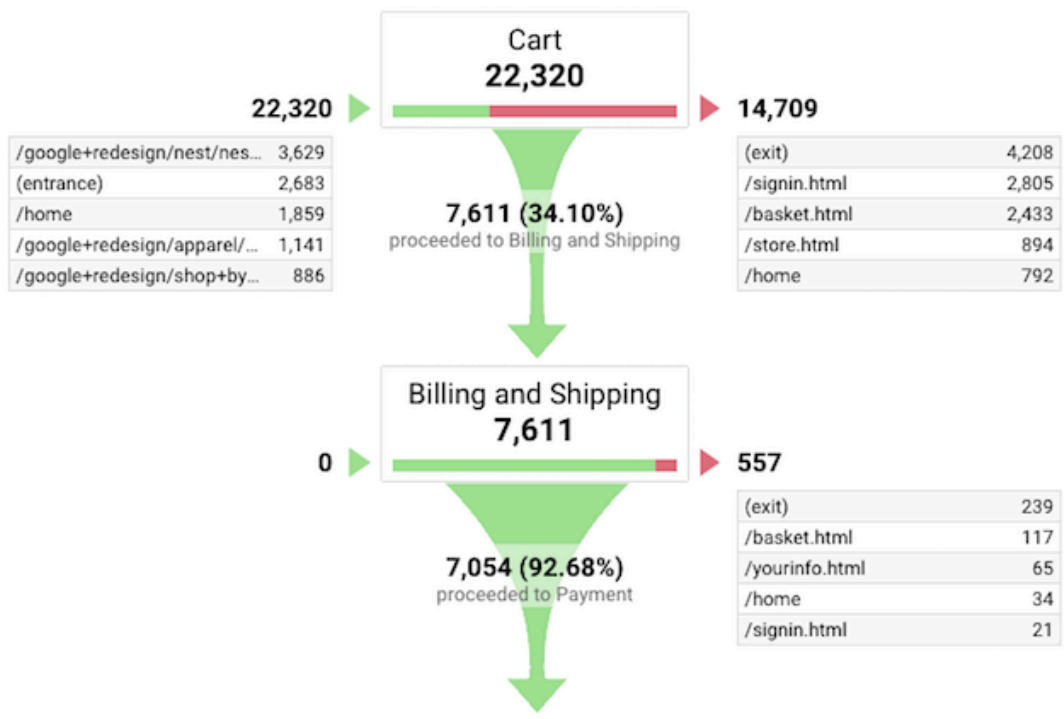 Cart
22,320
22,320
14,709
/google+redesign/nest/nes... 3,629
(entrance) 2,683
/home 1,859
/google+redesign/apparel/... 1,141
/google+redesign/shop+by... 886
(exit) 4,208
/signin.html 2,805
/basket.html 2,433
/store.html 894
/home 792
7,611 (34.10%)
proceeded to Billing and Shipping
Billing and Shipping
7,611
0
557
(exit) 239
/basket.html 117
/yourinfo.html 65
/home 34
/signin.html 21
7,054 (92.68%)
proceeded to Payment